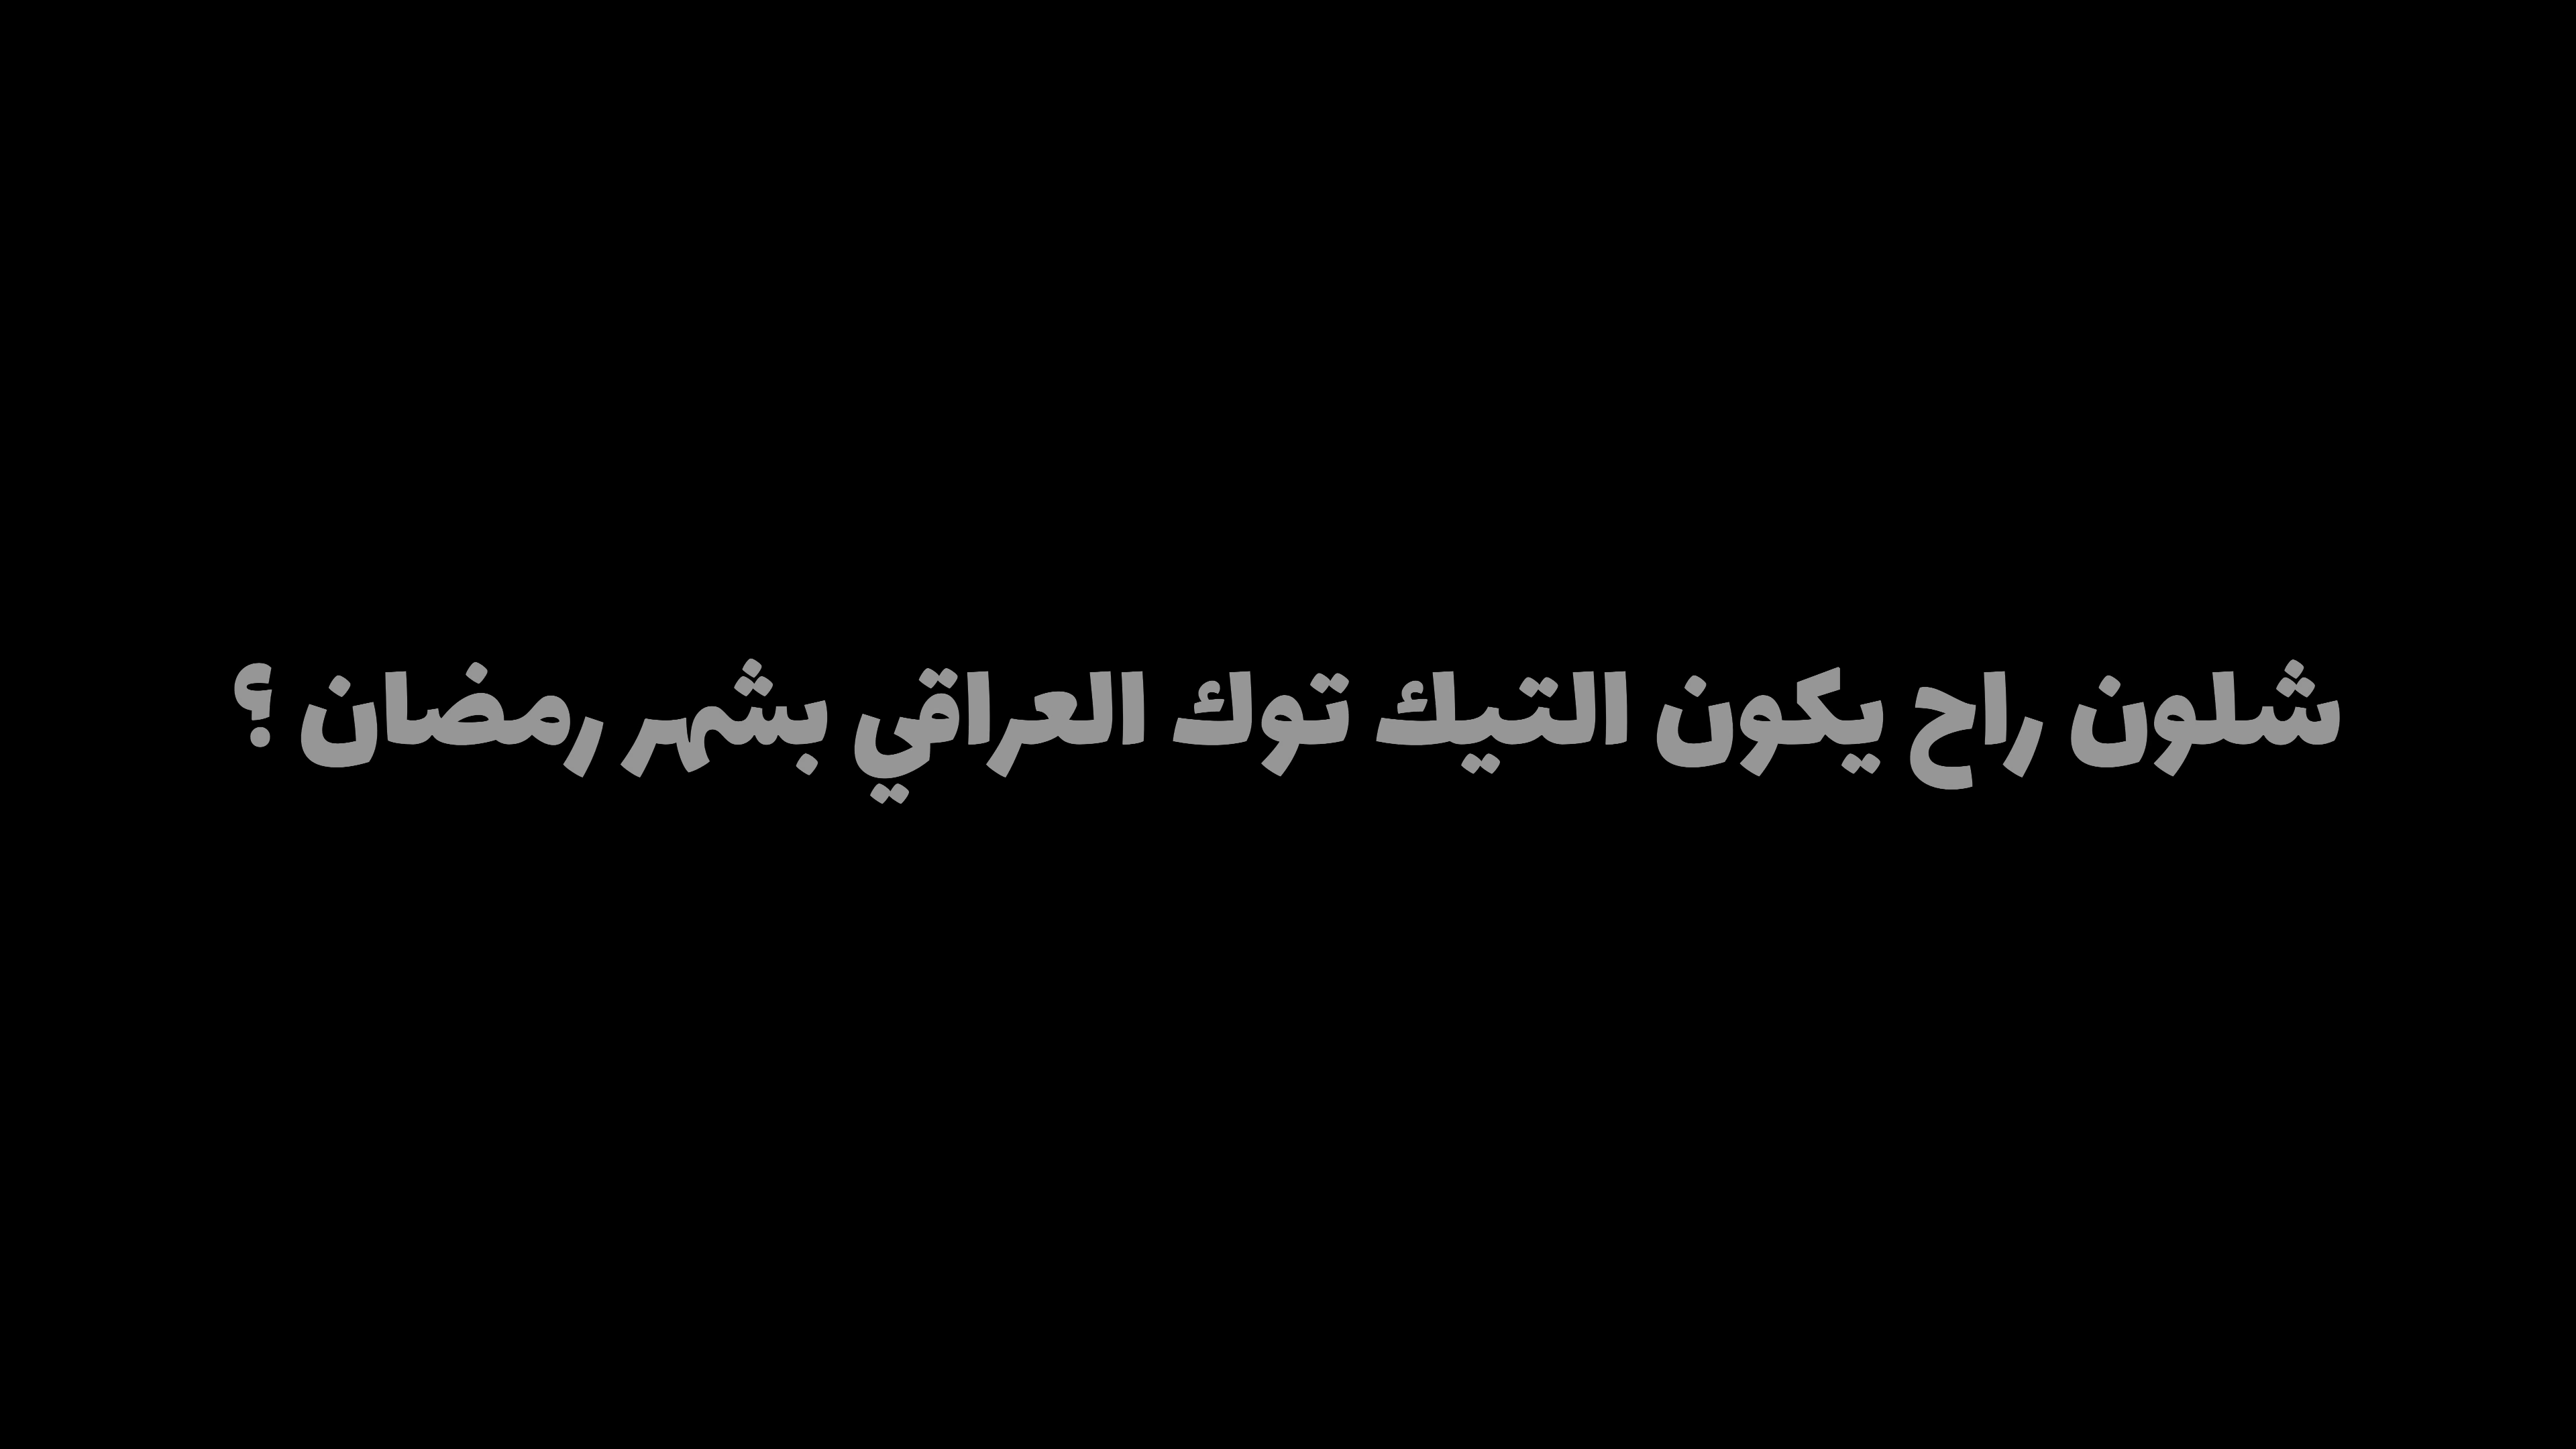 شلون راح يكون التيك توك العراقي بشهر رمضان ؟